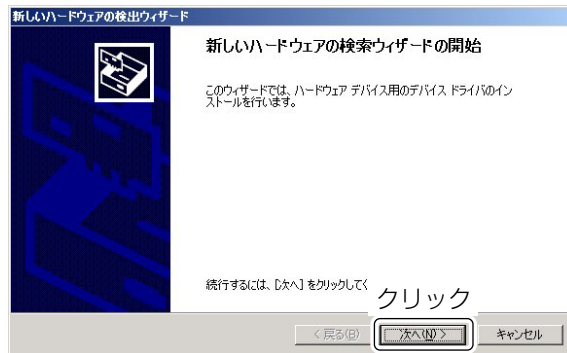 新しいハードウェアの検出ウィザード
新しいハードウェアの検索ウィザードの開始
このウィザードでは、ハードウェア デバイス用のデバイス ドライバのイン
ストールを行います。
続行するには、[次へ] をクリックしてく
クリック
< 戻る(B)
次へ(N) >
キャンセル